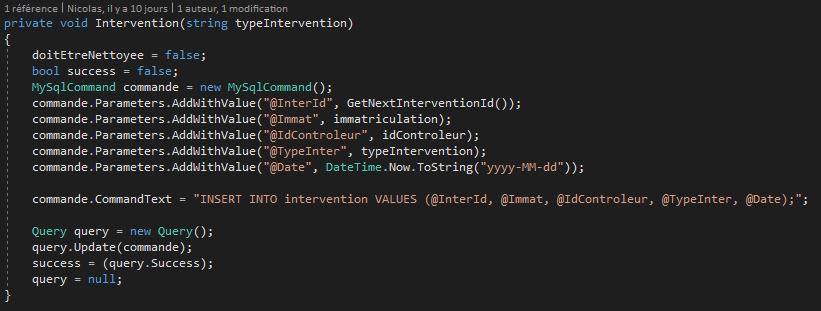 1 référence | Nicolas, il y a 10 jours | 1 auteur, 1 modification
private void Intervention(string typeIntervention)
{
    doitEtreNettoyee = false;
    bool success = false;
    MySqlCommand commande = new MySqlCommand();
    commande.Parameters.AddWithValue("@InterId", GetNextInterventionId());
    commande.Parameters.AddWithValue("@Immat", immatriculation);
    commande.Parameters.AddWithValue("@IdControleur", idControleur);
    commande.Parameters.AddWithValue("@TypeInter", typeIntervention);
    commande.Parameters.AddWithValue("@Date", DateTime.Now.ToString("yyyy-MM-dd"));

    commande.CommandText = "INSERT INTO intervention VALUES (@InterId, @Immat, @IdControleur, @TypeInter, @Date);";

    Query query = new Query();
    query.Update(commande);
    success = (query.Success);
    query = null;
}